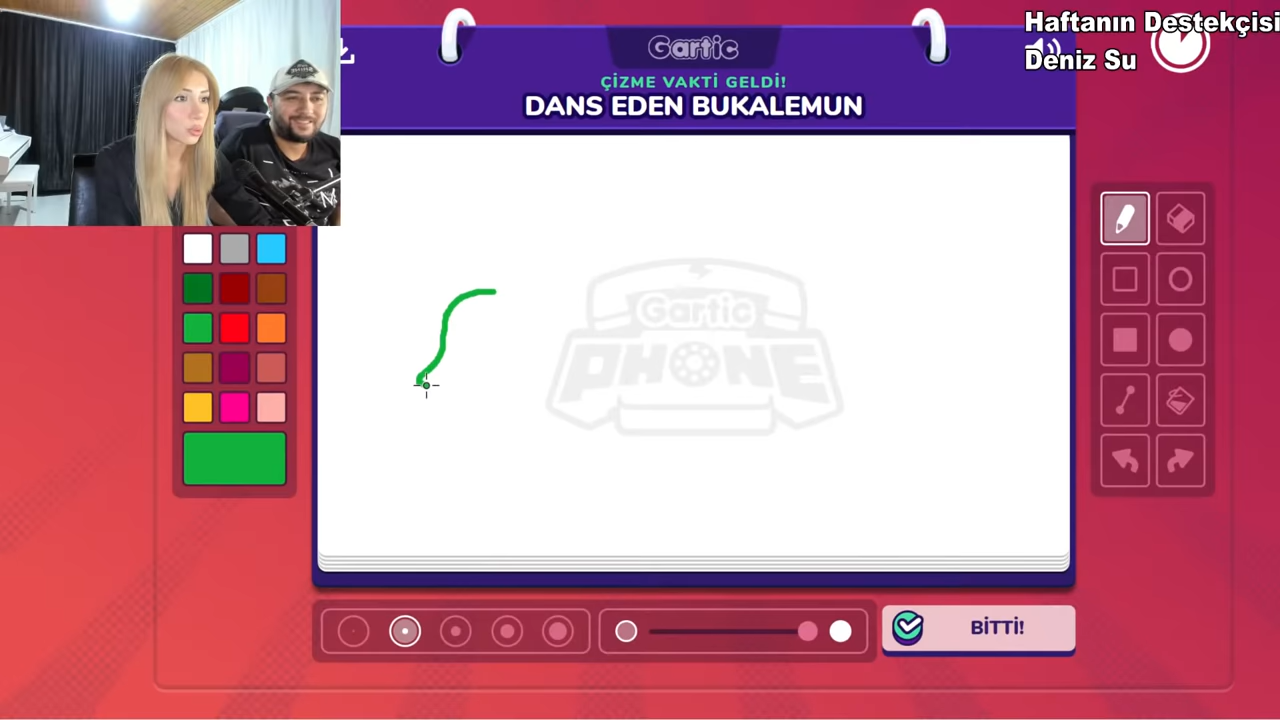 Haftanın Destekçisi
Deniz Su
Gartic
ÇİZME VAKTİ GELDİ!
DANS EDEN BUKALEMUN
Gartic
PHONE
BİTTİ!